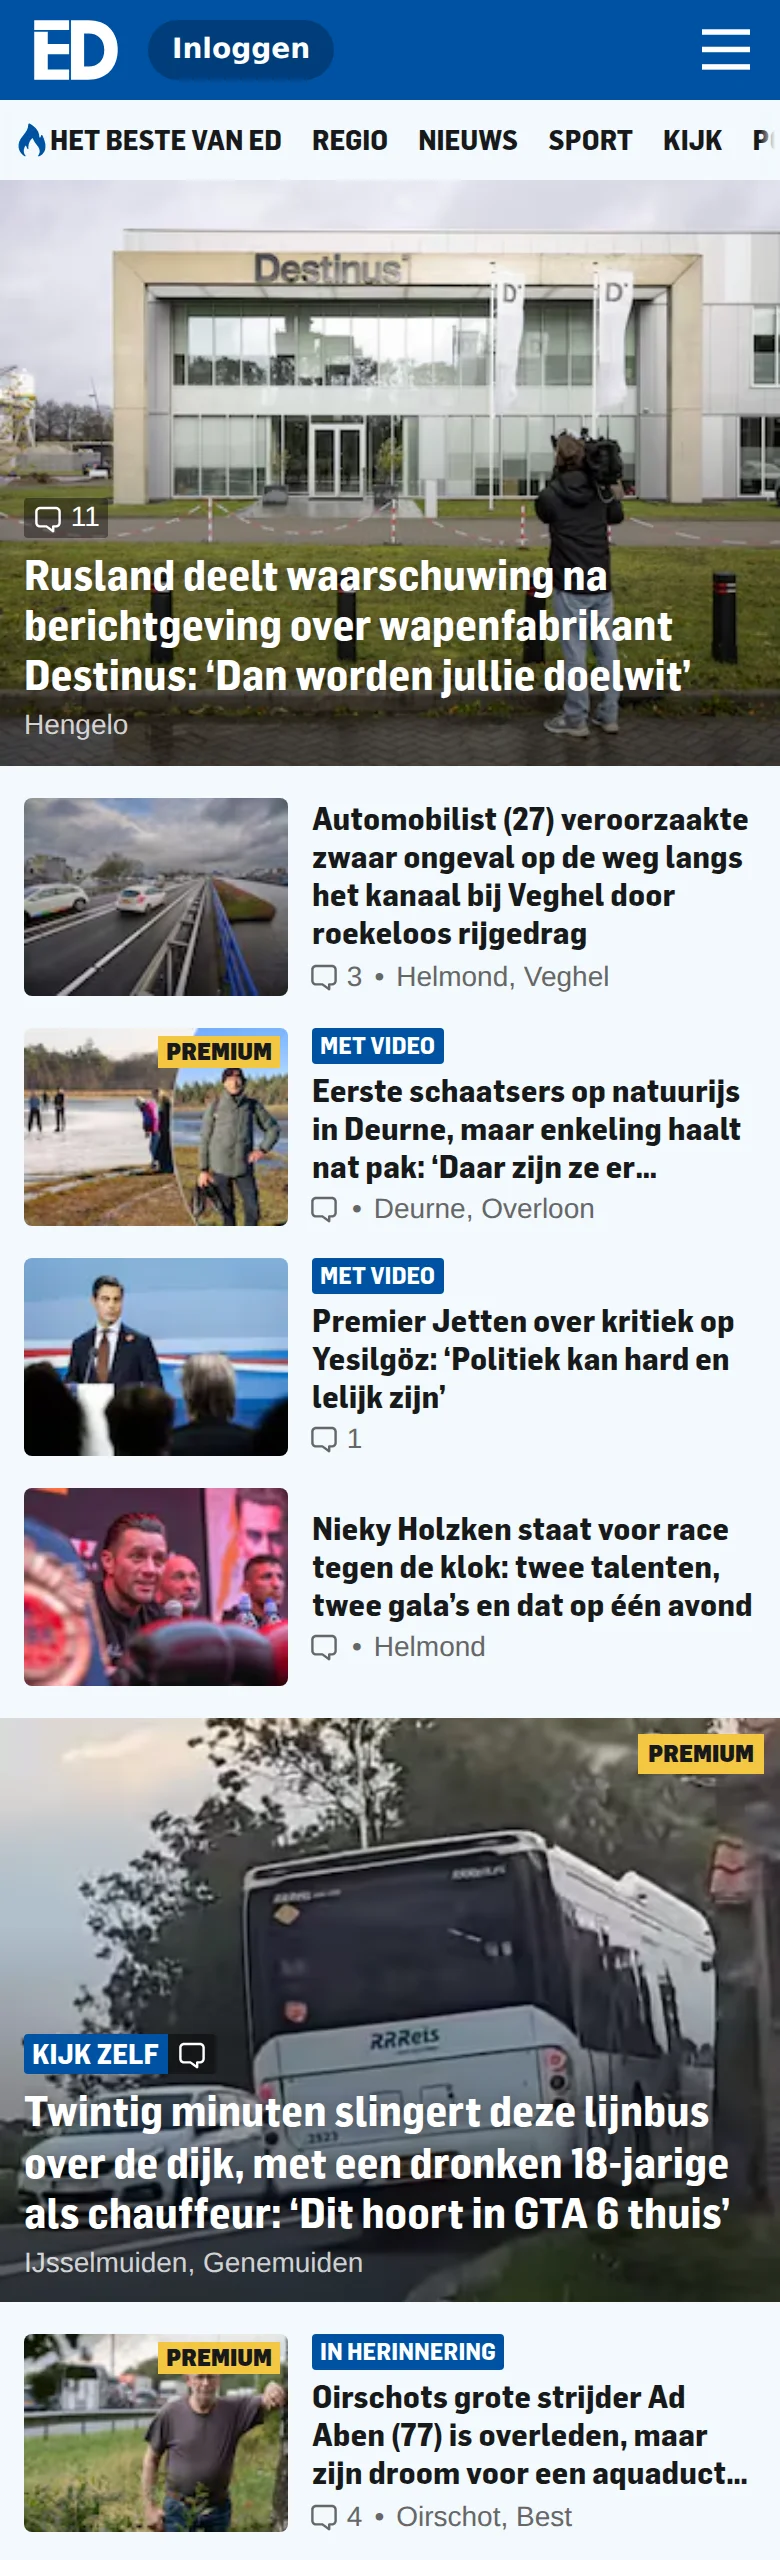 ED Inloggen
HET BESTE VAN ED REGIO NIEUWS SPORT KIJK
Destinus
D D
11
Rusland deelt waarschuwing na
berichtgeving over wapenfabrikant
Destinus: ‘Dan worden jullie doelwit’
Hengelo
Automobilist (27) veroorzaakte
zwaar ongeval op de weg langs
het kanaal bij Veghel door
roekeloos rijgedrag
3 • Helmond, Veghel
PREMIUM
MET VIDEO
Eerste schaatsers op natuurijs
in Deurne, maar enkeling haalt
nat pak: ‘Daar zijn ze er...
• Deurne, Overloon
MET VIDEO
Premier Jetten over kritiek op
Yesilgöz: ‘Politiek kan hard en
lelijk zijn’
1
Nieky Holzken staat voor race
tegen de klok: twee talenten,
twee gala’s en dat op één avond
• Helmond
PREMIUM
RRReis
2523
KIJK ZELF
Twintig minuten slingert deze lijnbus
over de dijk, met een dronken 18-jarige
als chauffeur: ‘Dit hoort in GTA 6 thuis’
IJsselmuiden, Genemuiden
PREMIUM
IN HERINNERING
Oirschots grote strijder Ad
Aben (77) is overleden, maar
zijn droom voor een aquaduct...
4 • Oirschot, Best